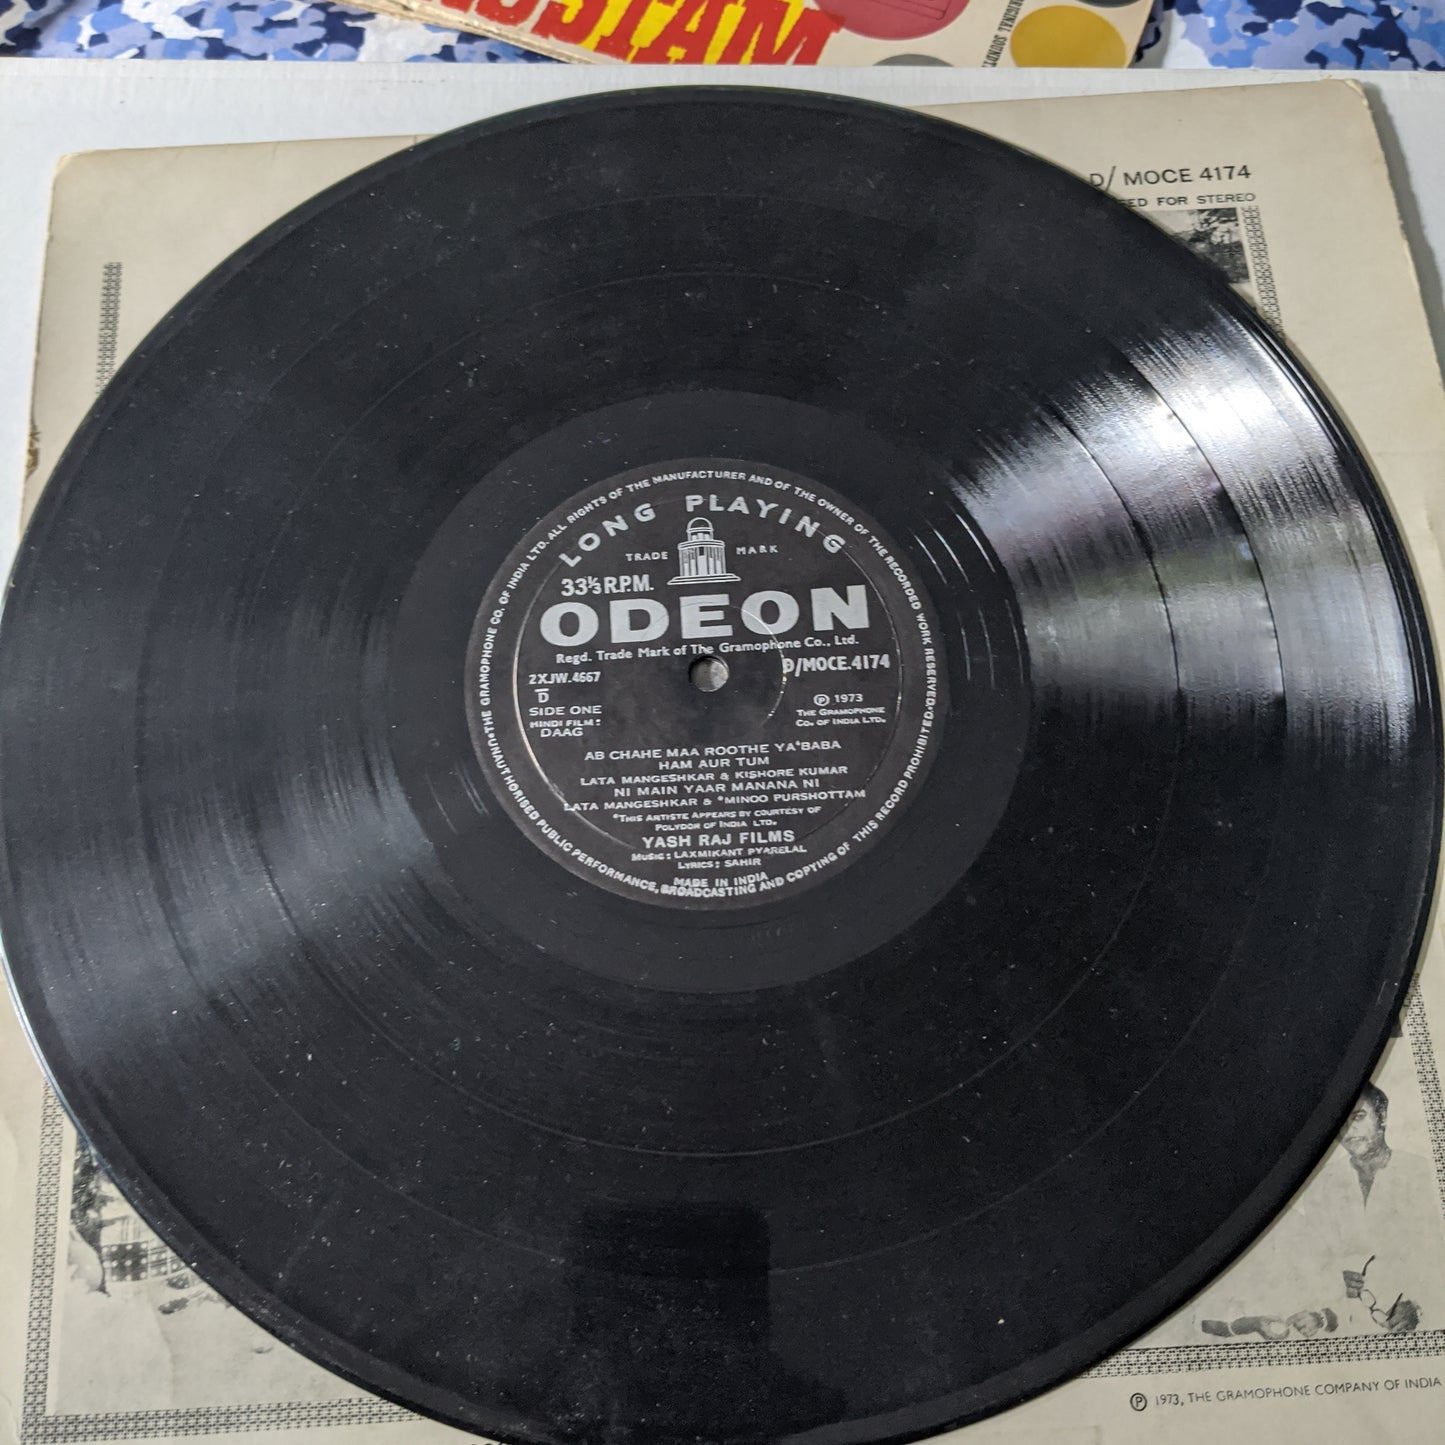 USTAM
ORIGINAL SOUNDT
D/ MOCE 4174
FOR STEREO
LONG PLAYING
TRADE MARK
33⅓ R.P.M.
ODEON
Regd. Trade Mark of The Gramophone Co., Ltd.
2XJW.4667
D/MOCE.4174
D
SIDE ONE
HINDI FILM:
DAAG
℗ 1973
THE GRAMOPHONE
CO. OF INDIA LTD.
AB CHAHE MAA ROOTHE YA*BABA
HAM AUR TUM
LATA MANGESHKAR & KISHORE KUMAR
NI MAIN YAAR MANANA NI
LATA MANGESHKAR & *MINOO PURSHOTTAM
*THIS ARTISTE APPEARS BY COURTESY OF
POLYDOR OF INDIA LTD.
YASH RAJ FILMS
MUSIC: LAXMIKANT PYARELAL
LYRICS: SAHIR
MADE IN INDIA
THE GRAMOPHONE CO. OF INDIA LTD. ALL RIGHTS OF THE MANUFACTURER AND OF THE OWNER OF THE RECORDED WORK RESERVED. UNAUTHORISED PUBLIC PERFORMANCE, BROADCASTING AND COPYING OF THIS RECORD PROHIBITED
℗ 1973, THE GRAMOPHONE COMPANY OF INDIA